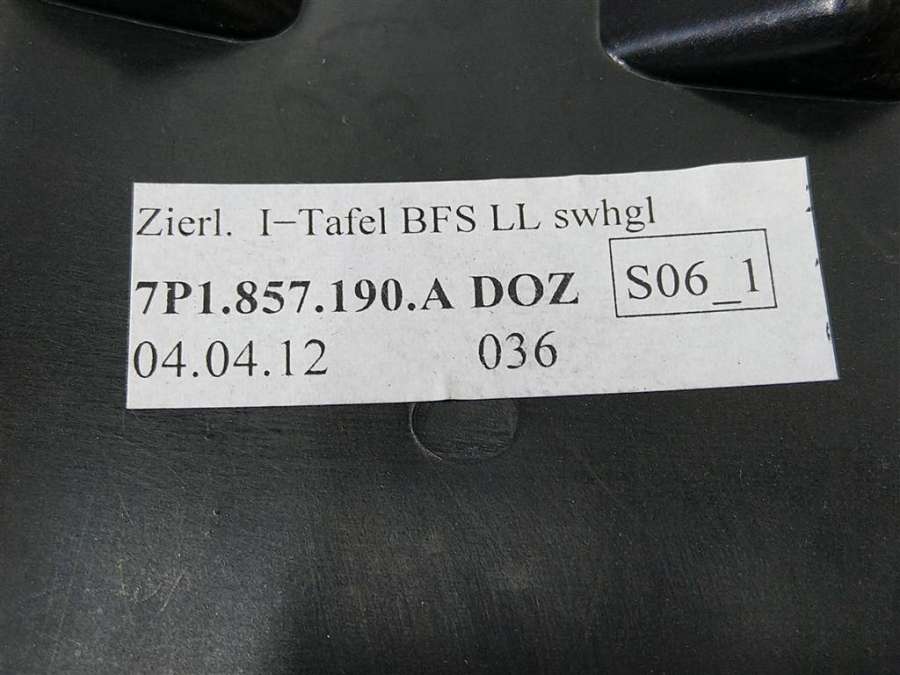 Zierl. I-Tafel BFS LL swhgl
7P1.857.190.A DOZ S06_1
04.04.12 036